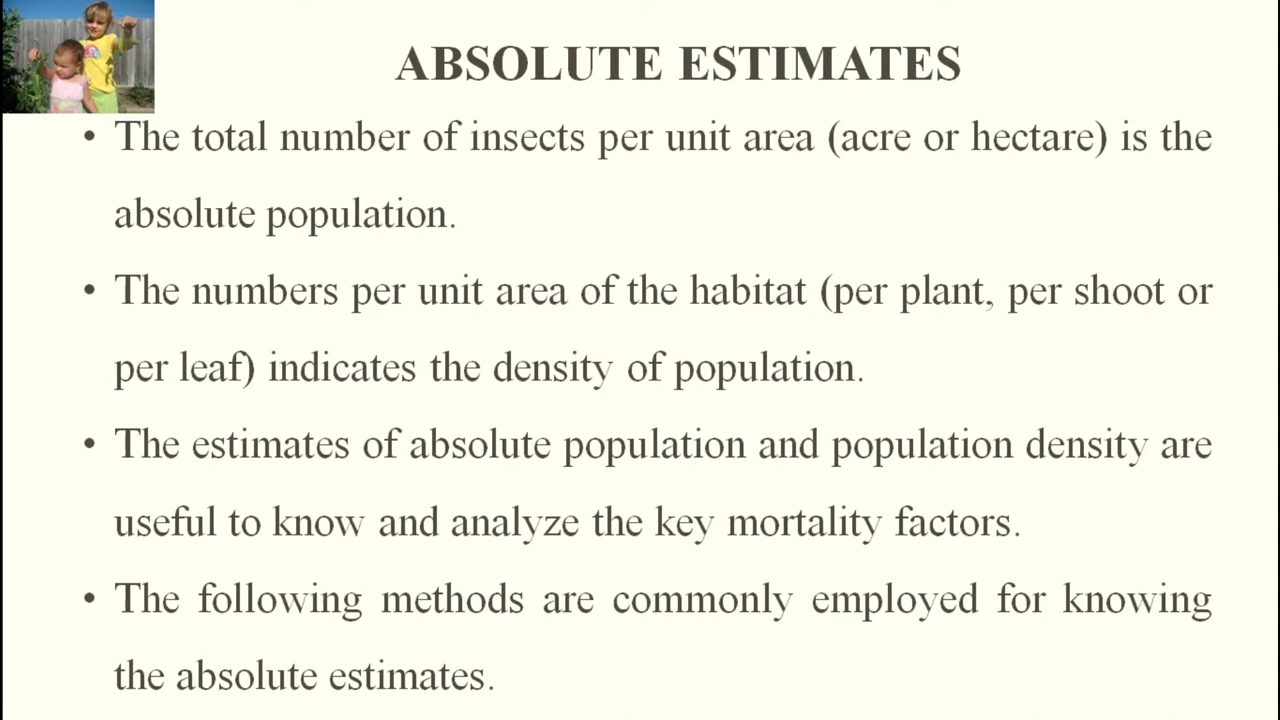 ABSOLUTE ESTIMATES
• The total number of insects per unit area (acre or hectare) is the
absolute population.
• The numbers per unit area of the habitat (per plant, per shoot or
per leaf) indicates the density of population.
• The estimates of absolute population and population density are
useful to know and analyze the key mortality factors.
• The following methods are commonly employed for knowing
the absolute estimates.